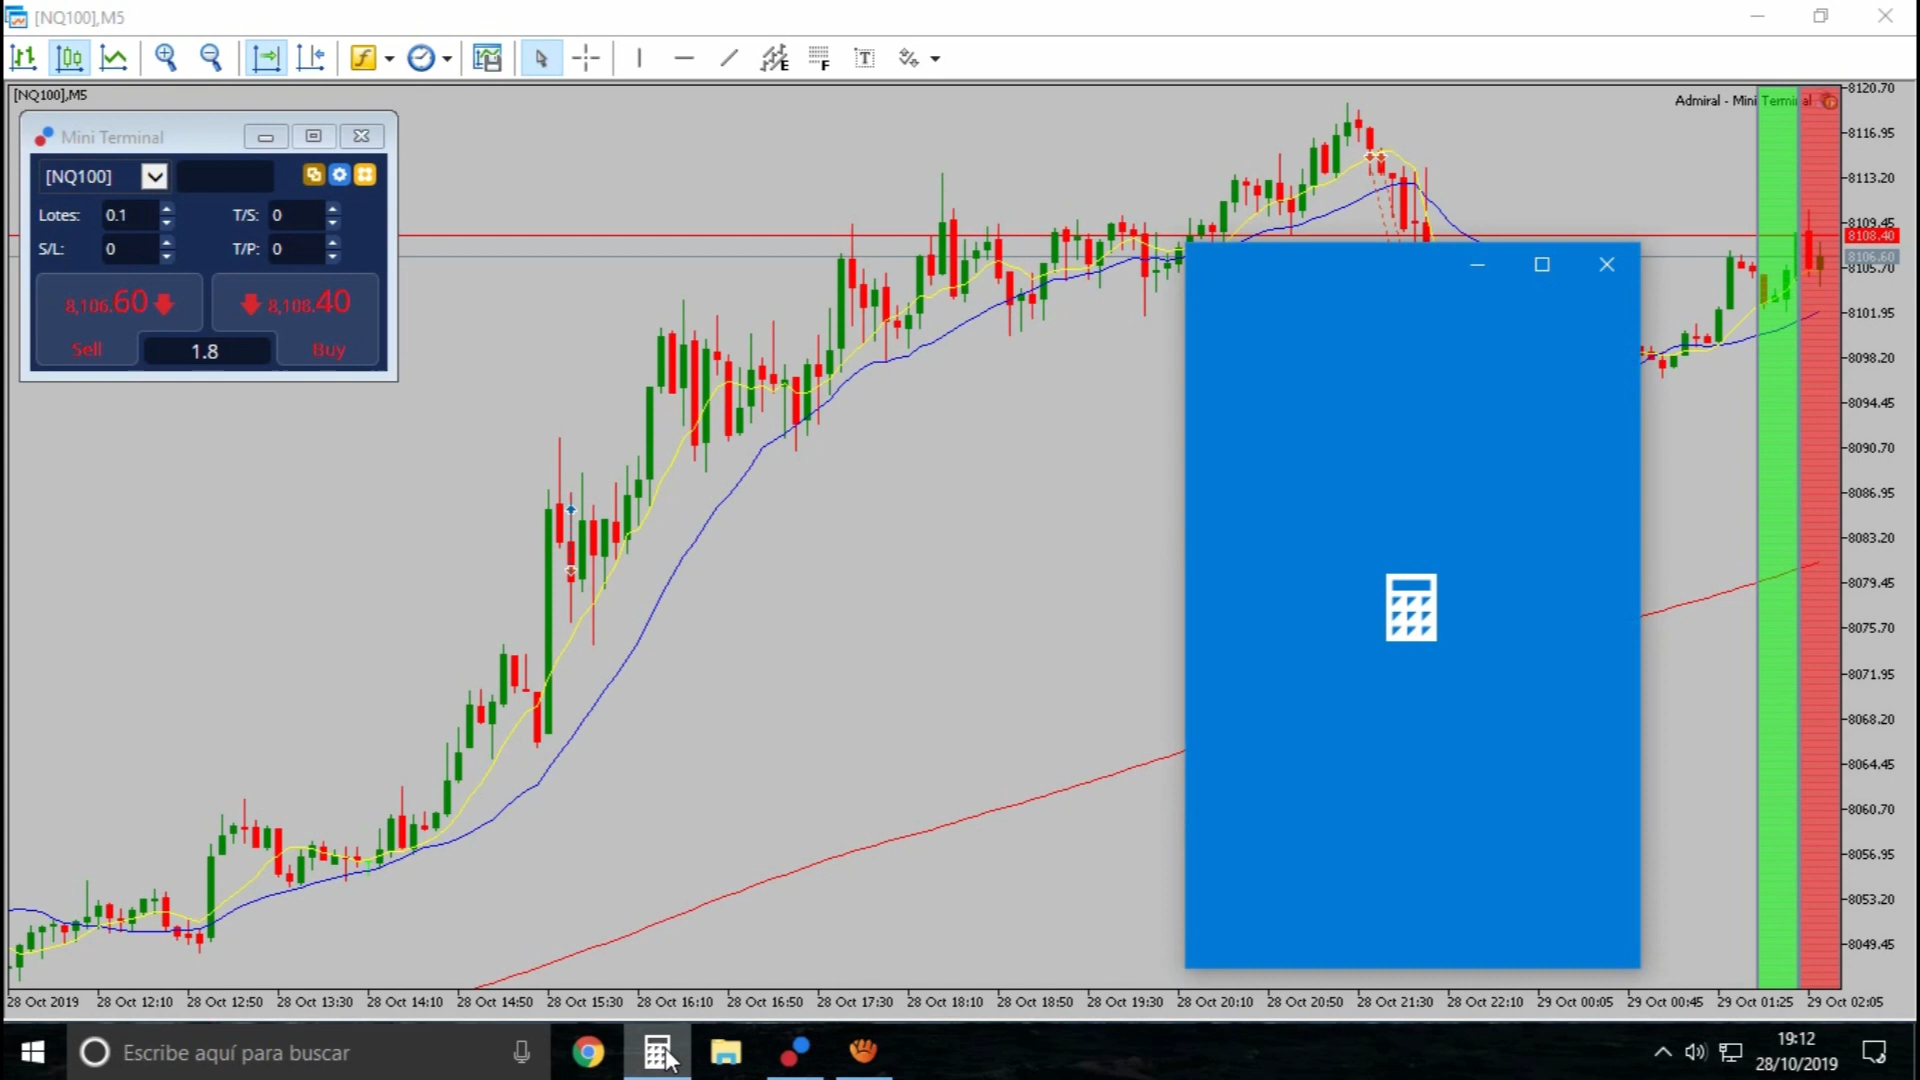 [NQ100],M5
[NQ100],M5
Admiral - Mini Terminal
Mini Terminal
[NQ100]
Lotes: 0.1 T/S: 0
S/L: 0 T/P: 0
8,106.60 8,108.40
Sell 1.8 Buy
8120.70
8116.95
8113.20
8109.45
8108.40
8106.60
8105.70
8101.95
8098.20
8094.45
8090.70
8086.95
8083.20
8079.45
8075.70
8071.95
8068.20
8064.45
8060.70
8056.95
8053.20
8049.45
28 Oct 2019 28 Oct 12:10 28 Oct 12:50 28 Oct 13:30 28 Oct 14:10 28 Oct 14:50 28 Oct 15:30 28 Oct 16:10 28 Oct 16:50 28 Oct 17:30 28 Oct 18:10 28 Oct 18:50 28 Oct 19:30 28 Oct 20:10 28 Oct 20:50 28 Oct 21:30 28 Oct 22:10 29 Oct 00:05 29 Oct 00:45 29 Oct 01:25 29 Oct 02:05
Escribe aquí para buscar
19:12
28/10/2019